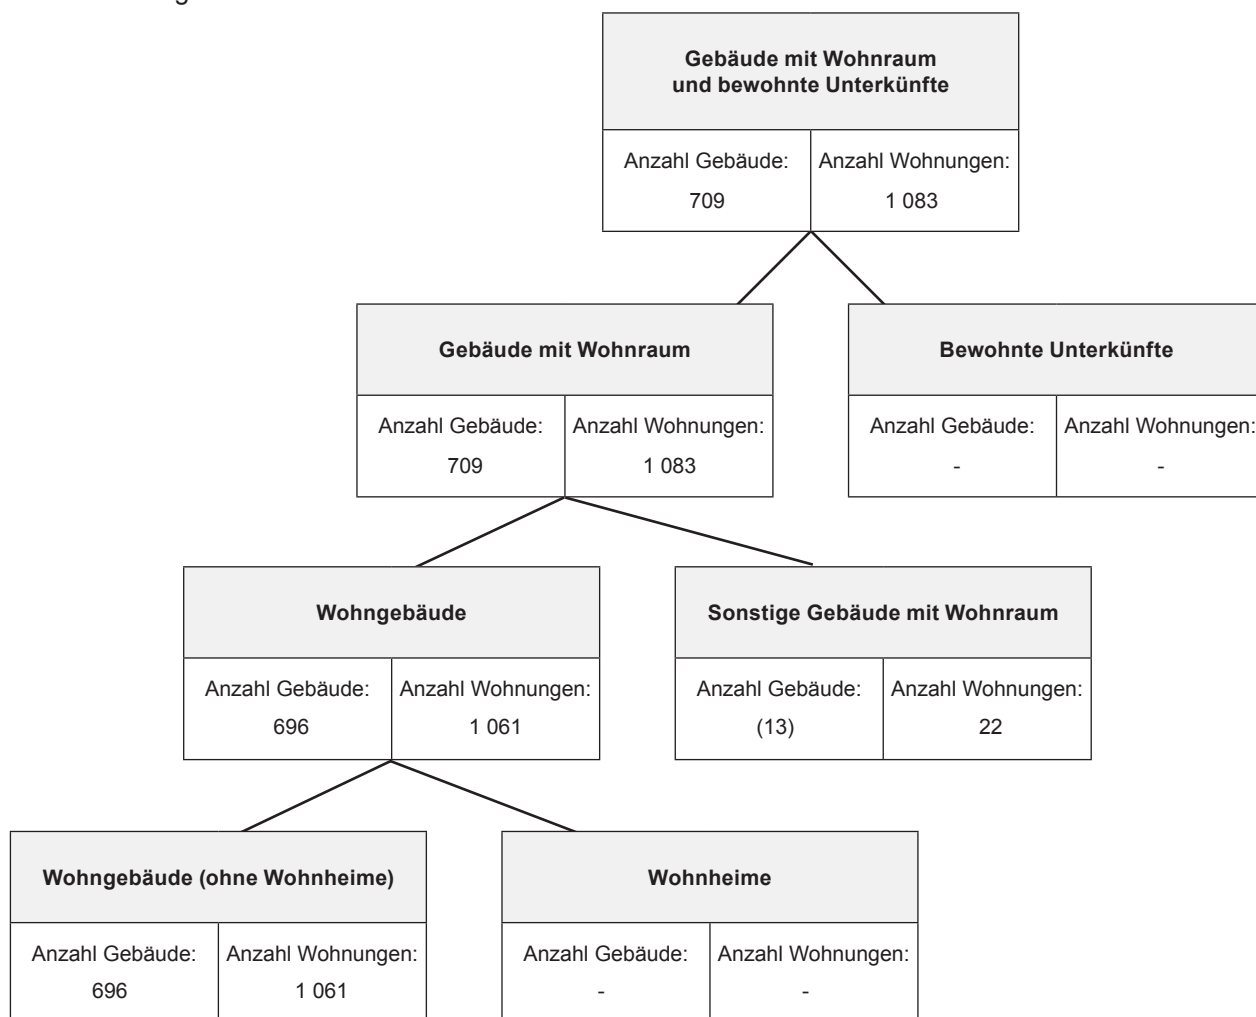 Gebäude mit Wohnraum
und bewohnte Unterkünfte
Anzahl Gebäude: Anzahl Wohnungen:
709 1 083
Gebäude mit Wohnraum
Anzahl Gebäude: Anzahl Wohnungen:
709 1 083
Bewohnte Unterkünfte
Anzahl Gebäude: Anzahl Wohnungen:
- -
Wohngebäude
Anzahl Gebäude: Anzahl Wohnungen:
696 1 061
Sonstige Gebäude mit Wohnraum
Anzahl Gebäude: Anzahl Wohnungen:
(13) 22
Wohngebäude (ohne Wohnheime)
Anzahl Gebäude: Anzahl Wohnungen:
696 1 061
Wohnheime
Anzahl Gebäude: Anzahl Wohnungen:
- -